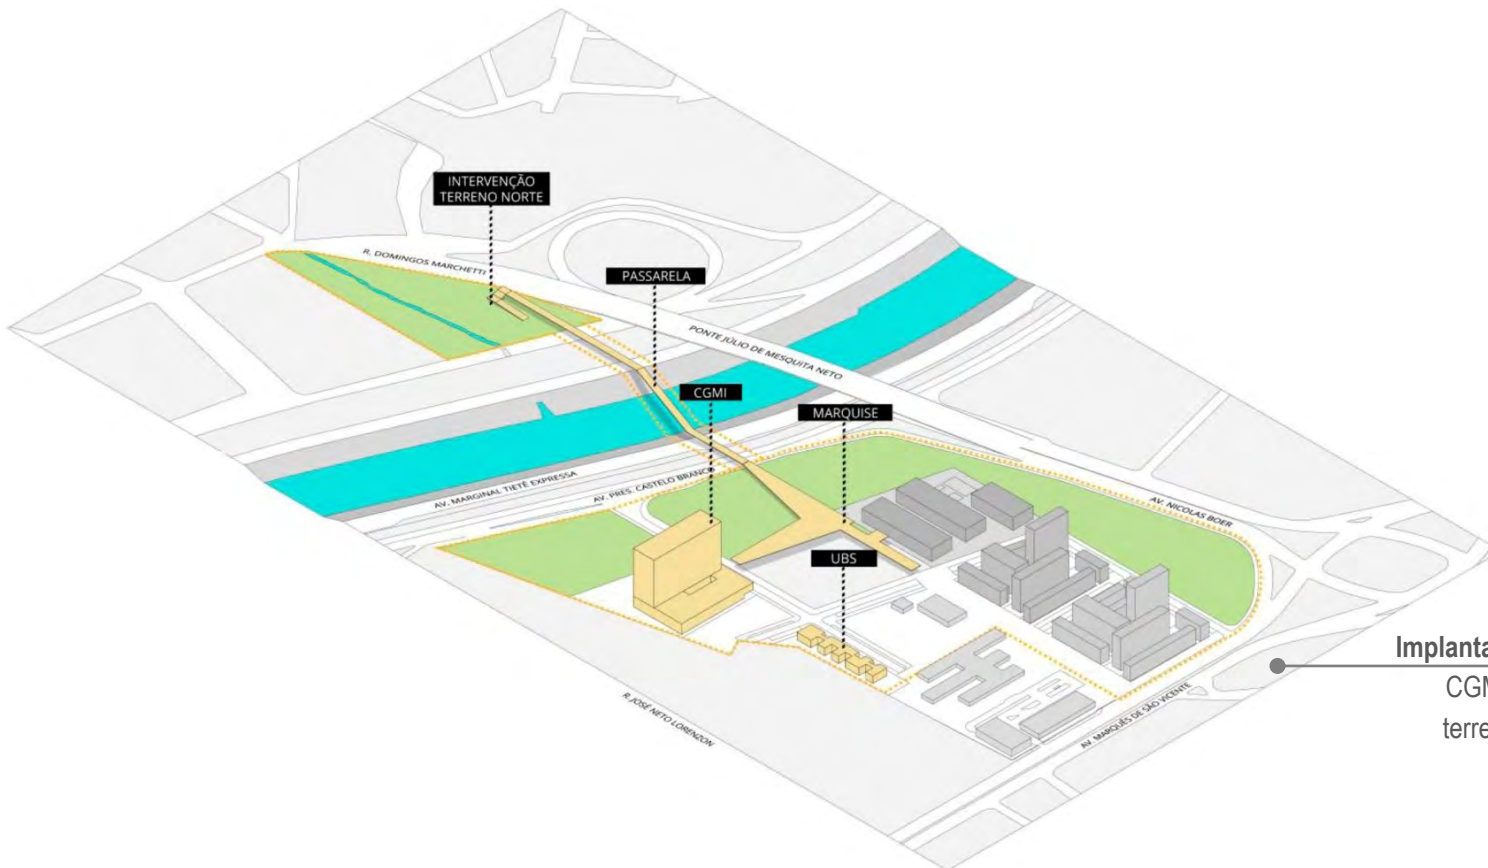 INTERVENÇÃO
TERRENO NORTE
R. DOMINGOS MARCHETTI
PASSARELA
PONTE JÚLIO DE MESQUITA NETO
CGMI
MARQUISE
AV. MARGINAL TIETÊ EXPRESSA
AV. PRES. CASTELO BRANCO
AV. NICOLAS BOER
UBS
R. JOSÉ NETO LORENZON
AV. MARQUÊS DE SÃO VICENTE